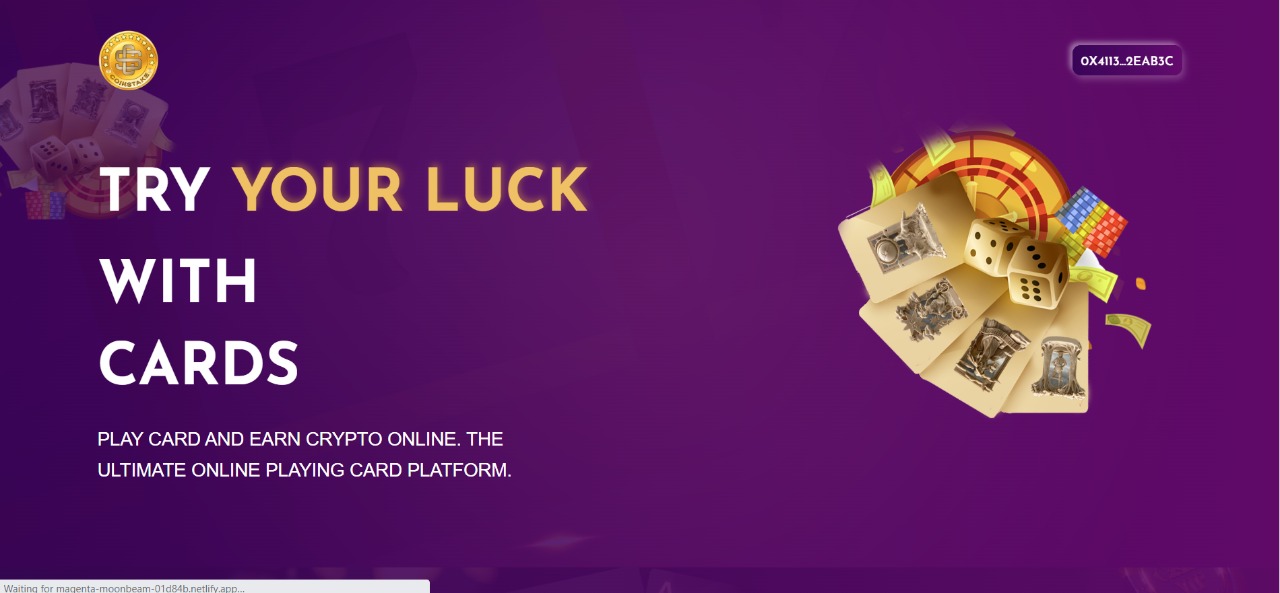 COINSTAKE
0X4113...2EAB3C
TRY YOUR LUCK
WITH
CARDS
PLAY CARD AND EARN CRYPTO ONLINE. THE
ULTIMATE ONLINE PLAYING CARD PLATFORM.
Waiting for magenta-moonbeam-01d84b.netlify.app...